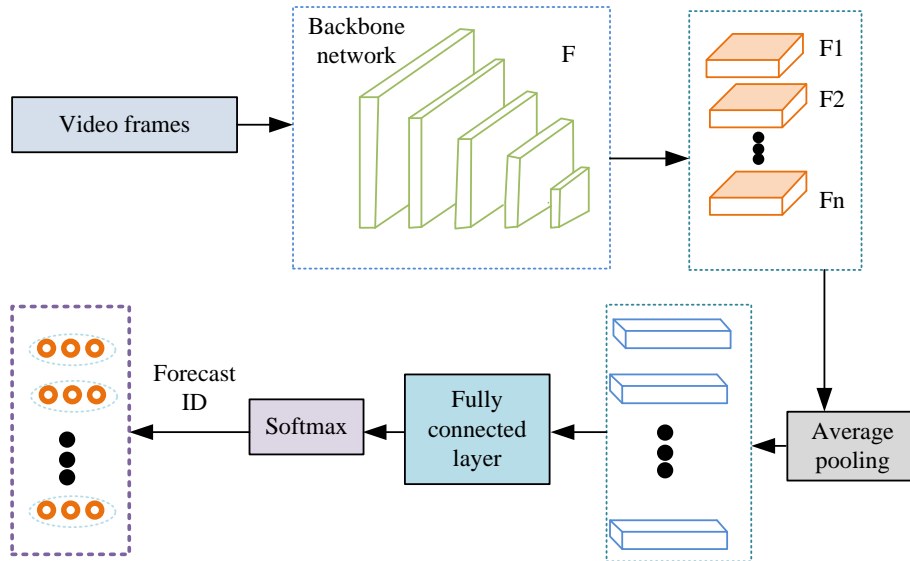 Backbone
network
F
F1
F2
Fn
Video frames
Forecast
ID
Softmax
Fully
connected
layer
Average
pooling